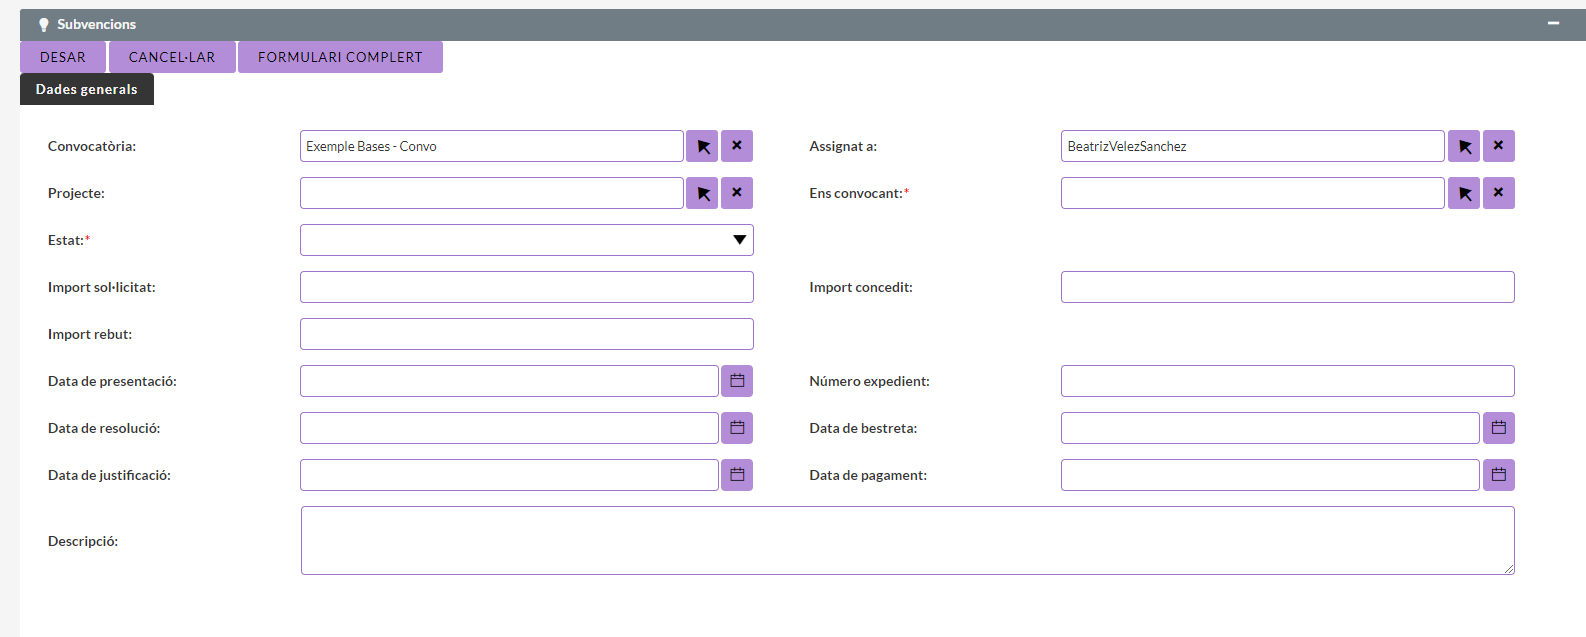 Subvencions
DESAR CANCEL·LAR FORMULARI COMPLERT
Dades generals
Convocatòria: Exemple Bases - Convo Assignat a: BeatrizVelezSanchez
Projecte: Ens convocant:*
Estat:*
Import sol·licitat: Import concedit:
Import rebut:
Data de presentació: Número expedient:
Data de resolució: Data de bestreta:
Data de justificació: Data de pagament:
Descripció: